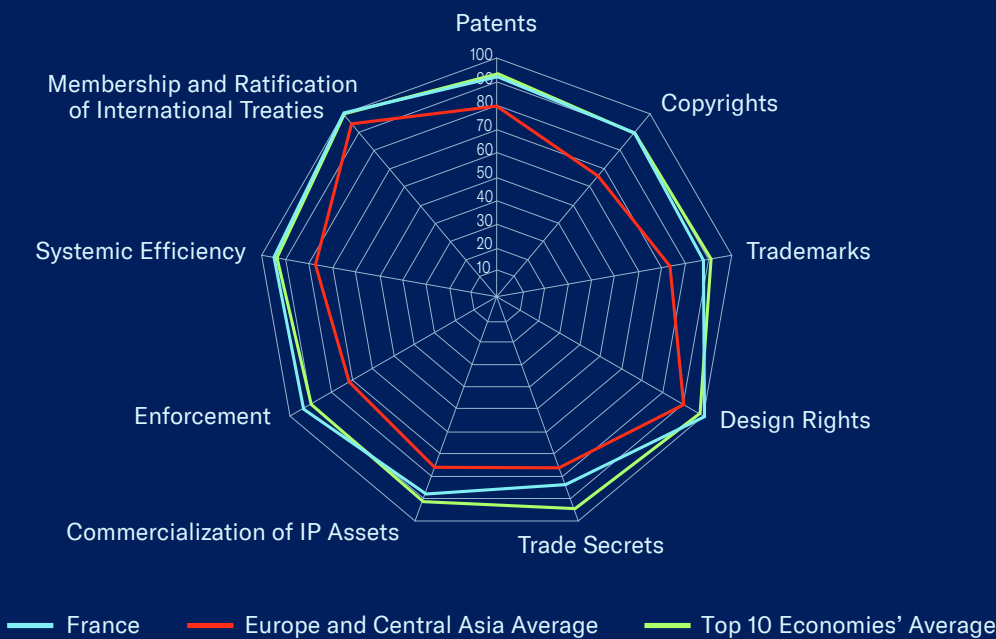 Patents
Membership and Ratification
of International Treaties
Copyrights
100
90
80
70
60
50
40
30
20
10
Systemic Efficiency
Trademarks
Enforcement
Design Rights
Commercialization of IP Assets
Trade Secrets
France
Europe and Central Asia Average
Top 10 Economies’ Average